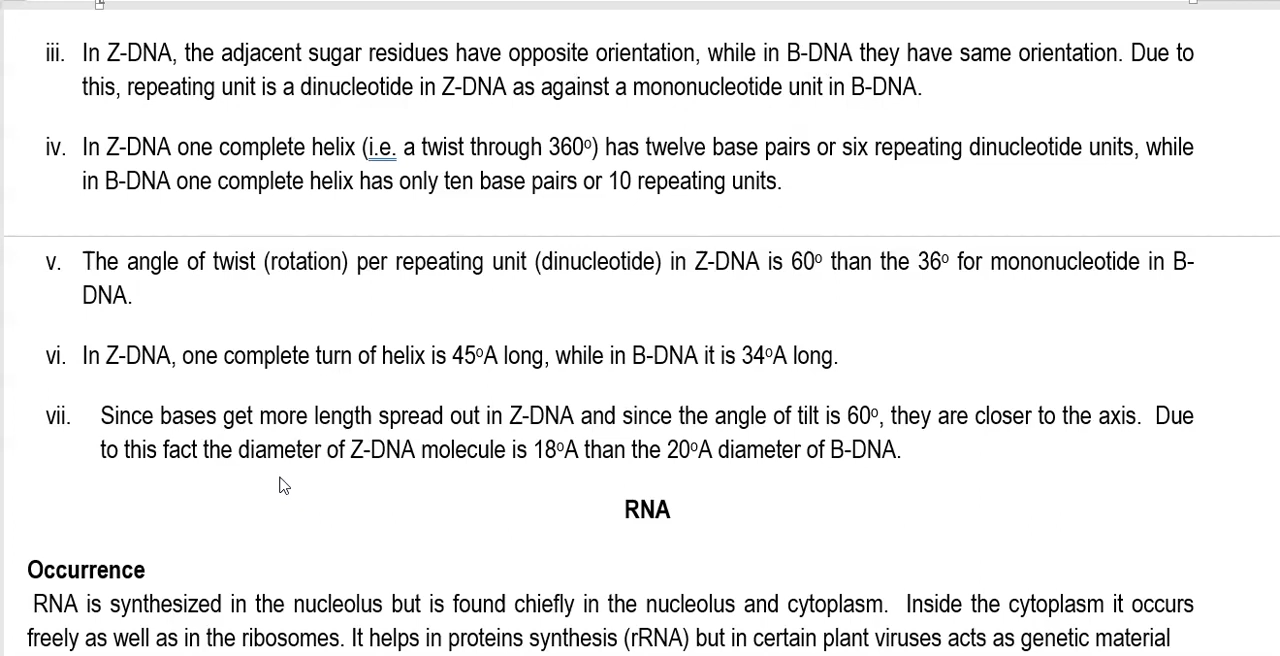 iii. In Z-DNA, the adjacent sugar residues have opposite orientation, while in B-DNA they have same orientation. Due to
this, repeating unit is a dinucleotide in Z-DNA as against a mononucleotide unit in B-DNA.
iv. In Z-DNA one complete helix (i.e. a twist through 360º) has twelve base pairs or six repeating dinucleotide units, while
in B-DNA one complete helix has only ten base pairs or 10 repeating units.
v. The angle of twist (rotation) per repeating unit (dinucleotide) in Z-DNA is 60º than the 36º for mononucleotide in B-
DNA.
vi. In Z-DNA, one complete turn of helix is 45ºA long, while in B-DNA it is 34ºA long.
vii. Since bases get more length spread out in Z-DNA and since the angle of tilt is 60º, they are closer to the axis. Due
to this fact the diameter of Z-DNA molecule is 18ºA than the 20ºA diameter of B-DNA.
RNA
Occurrence
RNA is synthesized in the nucleolus but is found chiefly in the nucleolus and cytoplasm. Inside the cytoplasm it occurs
freely as well as in the ribosomes. It helps in proteins synthesis (rRNA) but in certain plant viruses acts as genetic material